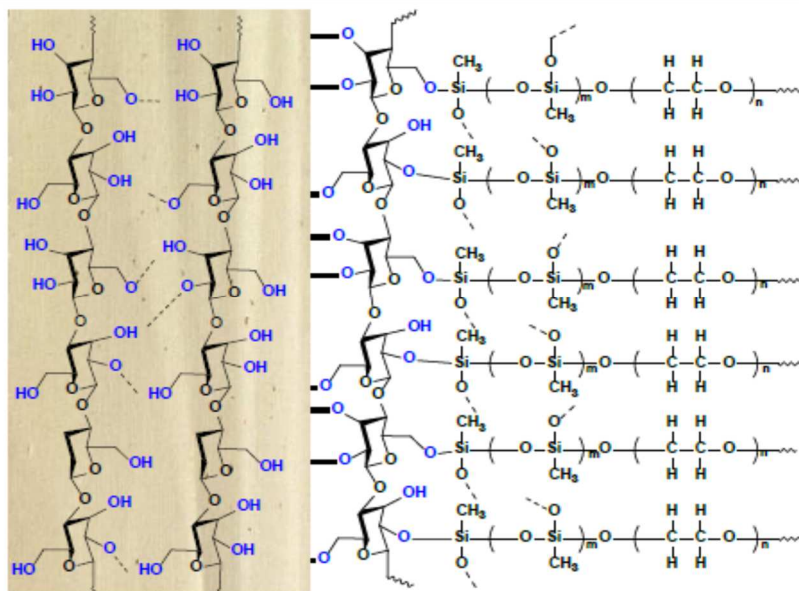 OH
O
HO HO
CH₃ O H H
HO O HO O OH O O O Si ( O Si )m O ( C C O )n
O CH₃ H H
O O O
OH OH OH CH₃ O H H
OH OH O Si ( O Si )m O ( C C O )n
HO O O O O O O O CH₃ H H
O O O
HO HO O CH₃ O H H
HO O O O O OH O O O Si ( O Si )m O ( C C O )n
O CH₃ H H
O O O
OH OH OH CH₃ O H H
O OH O Si ( O Si )m O ( C C O )n
HO O HO O O O O CH₃ H H
O O O
O CH₃ O H H
O OH O OH O O O Si ( O Si )m O ( C C O )n
O CH₃ H H
O O O
OH OH OH CH₃ O H H
O OH O Si ( O Si )m O ( C C O )n
HO O HO O O O O CH₃ H H